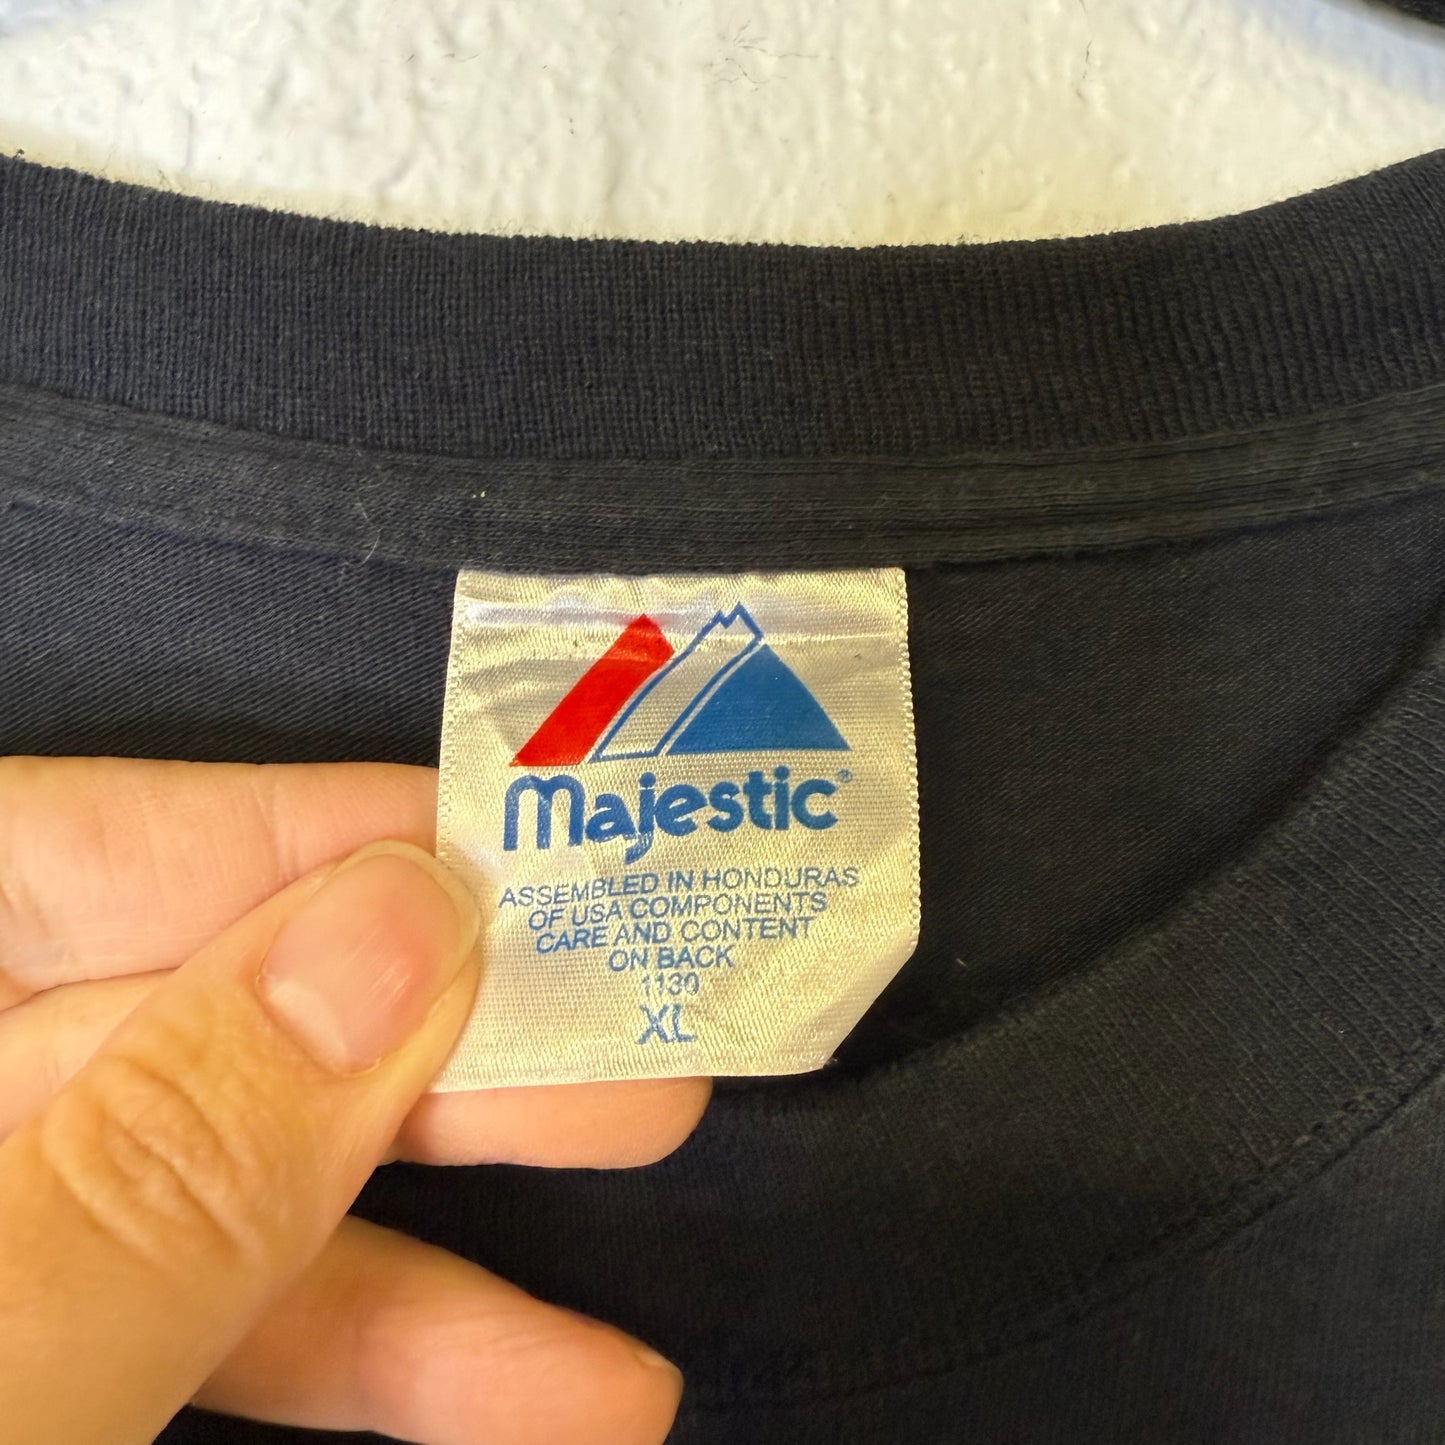 Majestic®
ASSEMBLED IN HONDURAS
OF USA COMPONENTS
CARE AND CONTENT
ON BACK
1130
XL